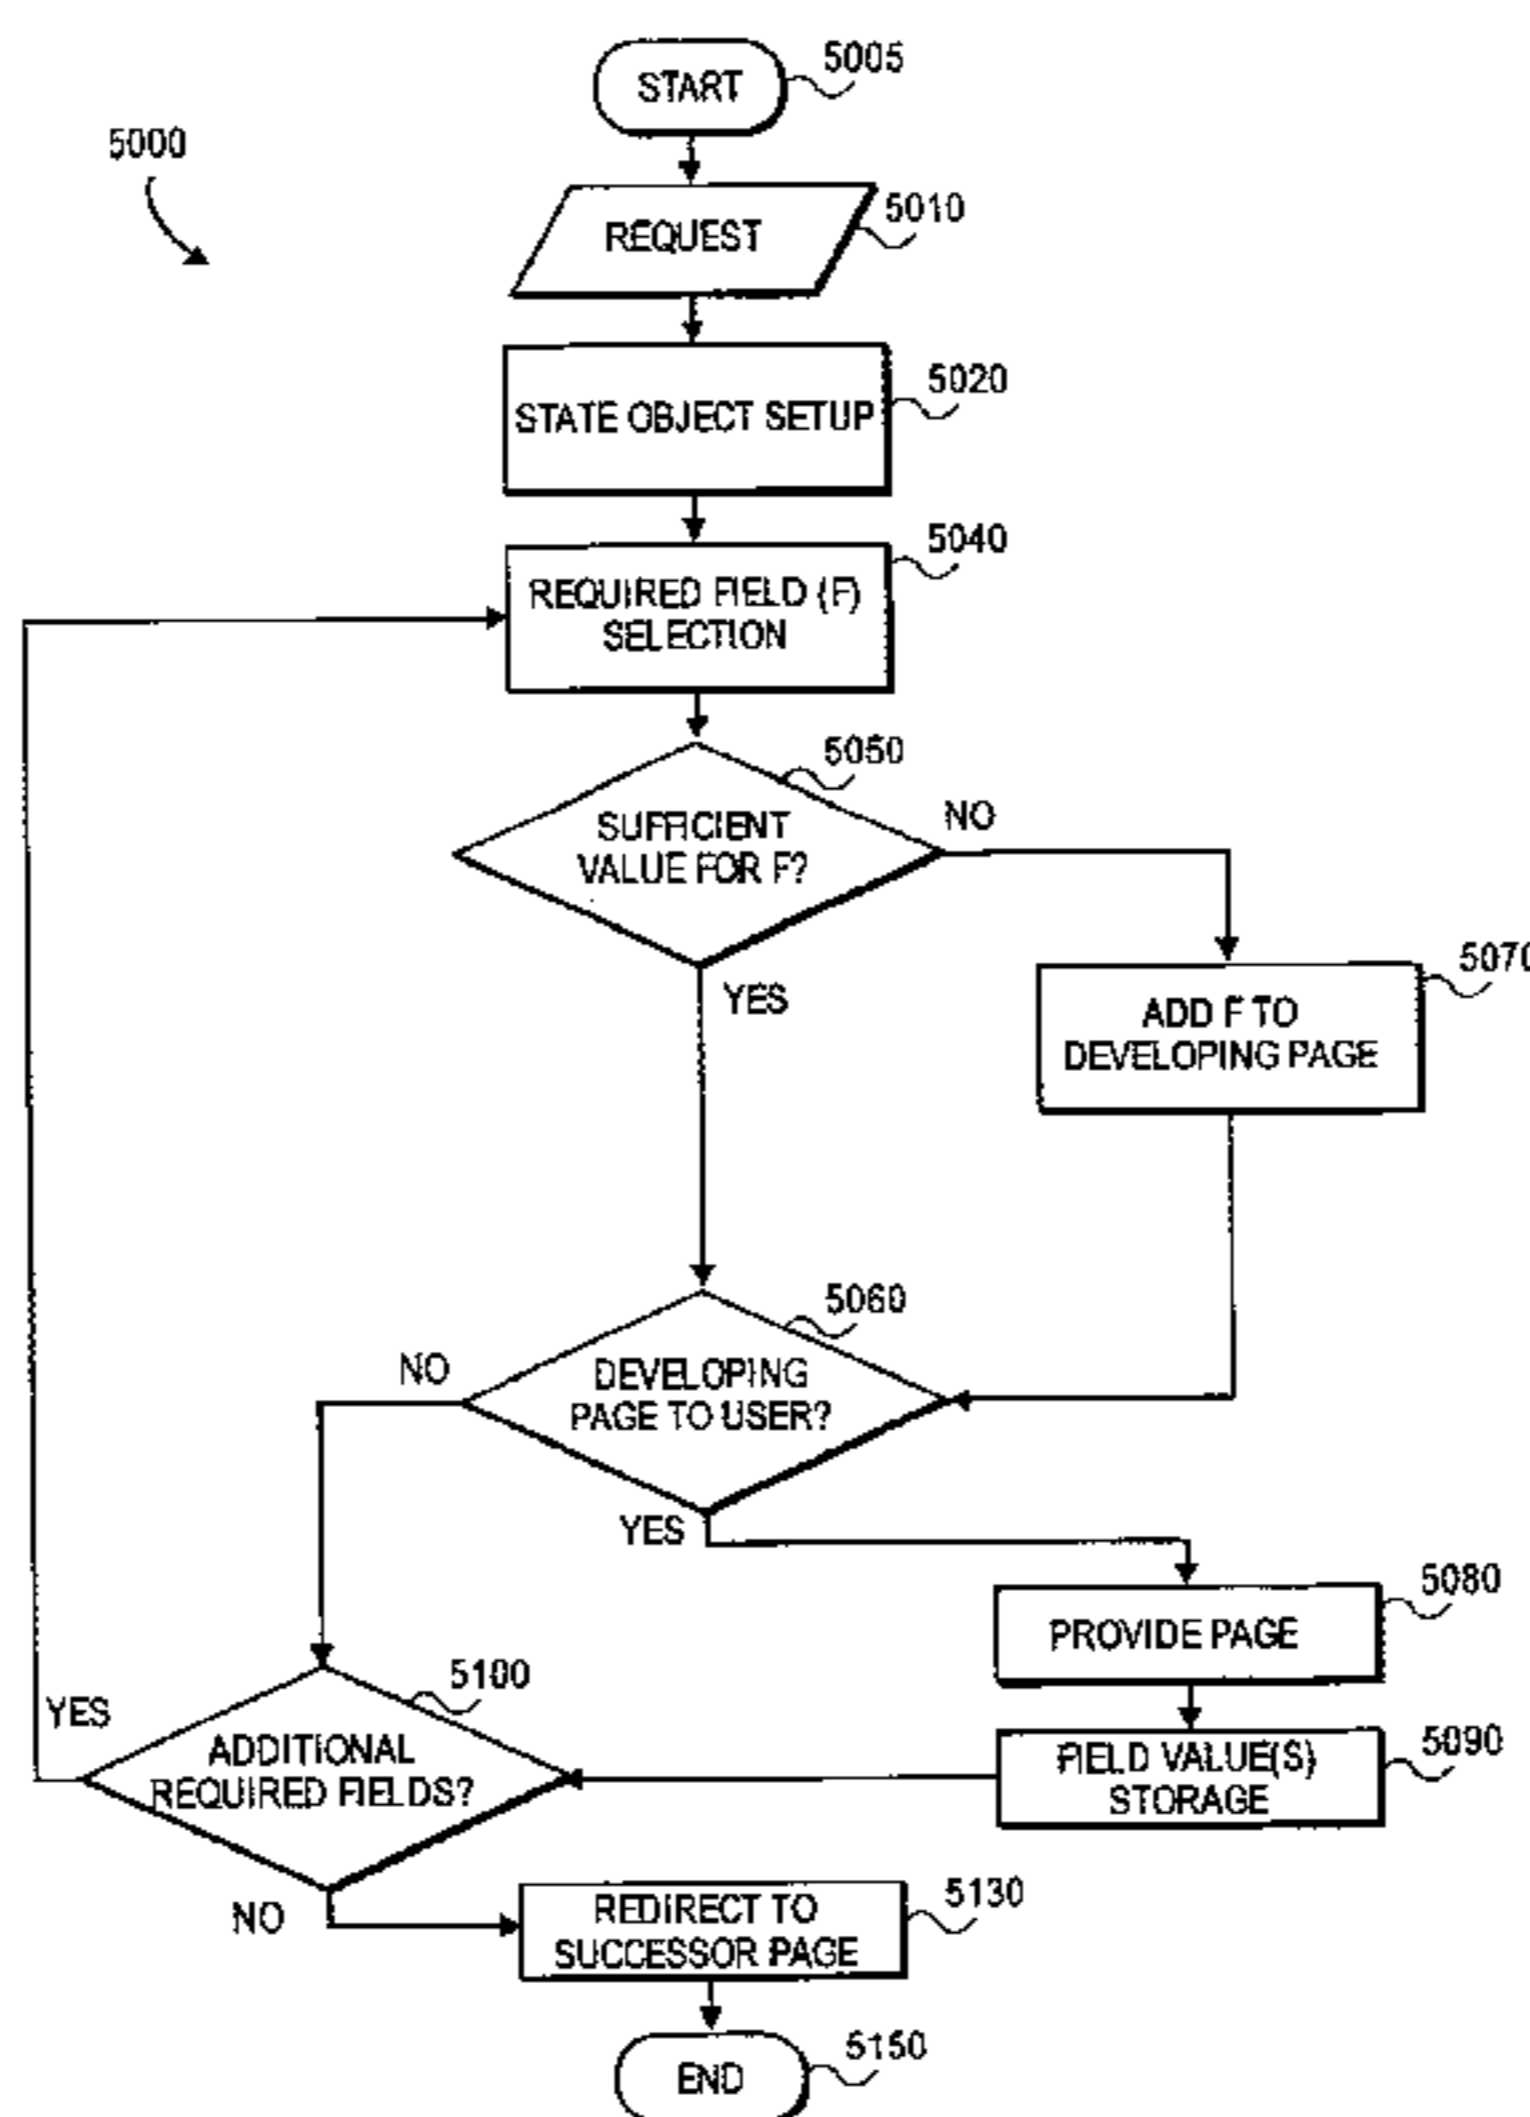 START
5005
5000
REQUEST
5010
STATE OBJECT SETUP
5020
REQUIRED FIELD (F)
SELECTION
5040
SUFFICIENT
VALUE FOR F?
5050
NO
YES
ADD F TO
DEVELOPING PAGE
5070
DEVELOPING
PAGE TO USER?
5060
NO
YES
PROVIDE PAGE
5080
FIELD VALUE(S)
STORAGE
5090
ADDITIONAL
REQUIRED FIELDS?
5100
YES
NO
REDIRECT TO
SUCCESSOR PAGE
5130
END
5150